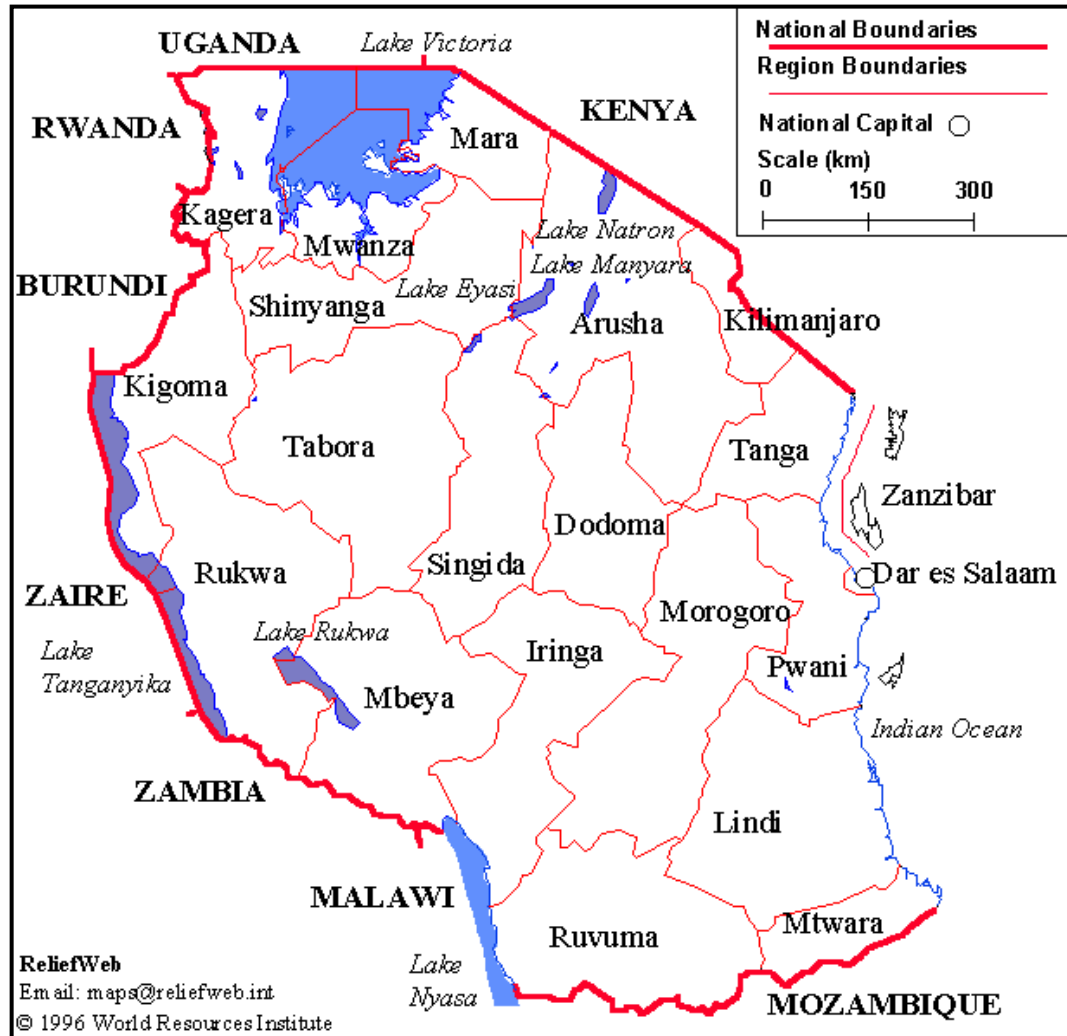 UGANDA
Lake Victoria
National Boundaries
Region Boundaries
National Capital
Scale (km)
0 150 300
RWANDA
KENYA
Mara
Kagera
Mwanza
Lake Natron
BURUNDI
Lake Manyara
Lake Eyasi
Shinyanga
Arusha
Kilimanjaro
Kigoma
Tabora
Tanga
Zanzibar
Dodoma
Rukwa
Singida
Dar es Salaam
ZAIRE
Morogoro
Lake Rukwa
Iringa
Lake
Tanganyika
Pwani
Mbeya
Indian Ocean
ZAMBIA
Lindi
MALAWI
Mtwara
Ruvuma
Lake
Nyasa
MOZAMBIQUE
ReliefWeb
Email: maps@reliefweb.int
© 1996 World Resources Institute